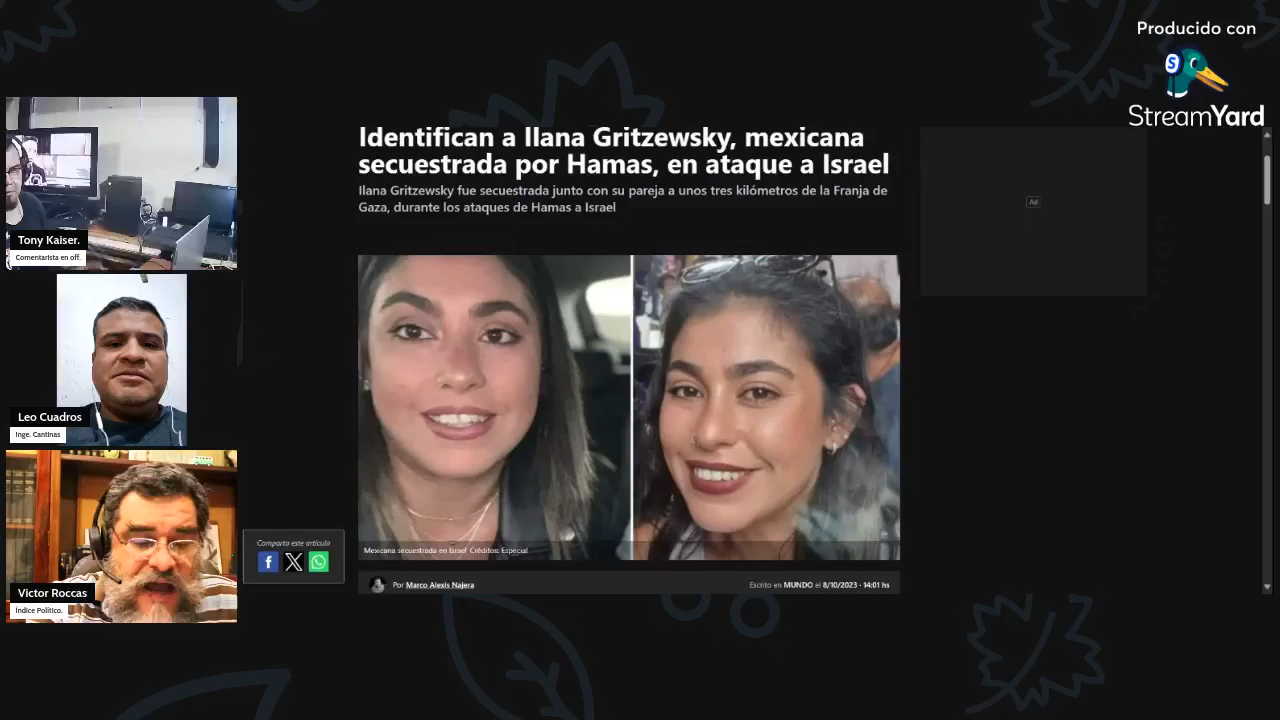 Producido con
StreamYard
Identifican a Ilana Gritzewsky, mexicana
secuestrada por Hamas, en ataque a Israel
Ilana Gritzewsky fue secuestrada junto con su pareja a unos tres kilómetros de la Franja de
Gaza, durante los ataques de Hamas a Israel
Ad
Tony Kaiser.
Comentarista en off.
Leo Cuadros
Inge. Cantinas
Victor Roccas
Índice Político.
Comparte este artículo
Mexicana secuestrada en Israel Créditos: Especial
Por Marco Alexis Najera
Escrito en MUNDO el 8/10/2023 · 14:01 hs